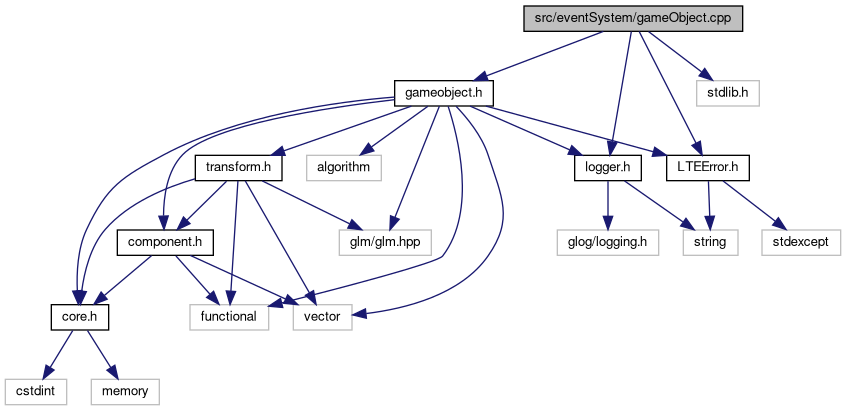 src/eventSystem/gameObject.cpp
gameobject.h
stdlib.h
transform.h
algorithm
logger.h
LTEError.h
component.h
glm/glm.hpp
glog/logging.h
string
stdexcept
core.h
functional
vector
cstdint
memory